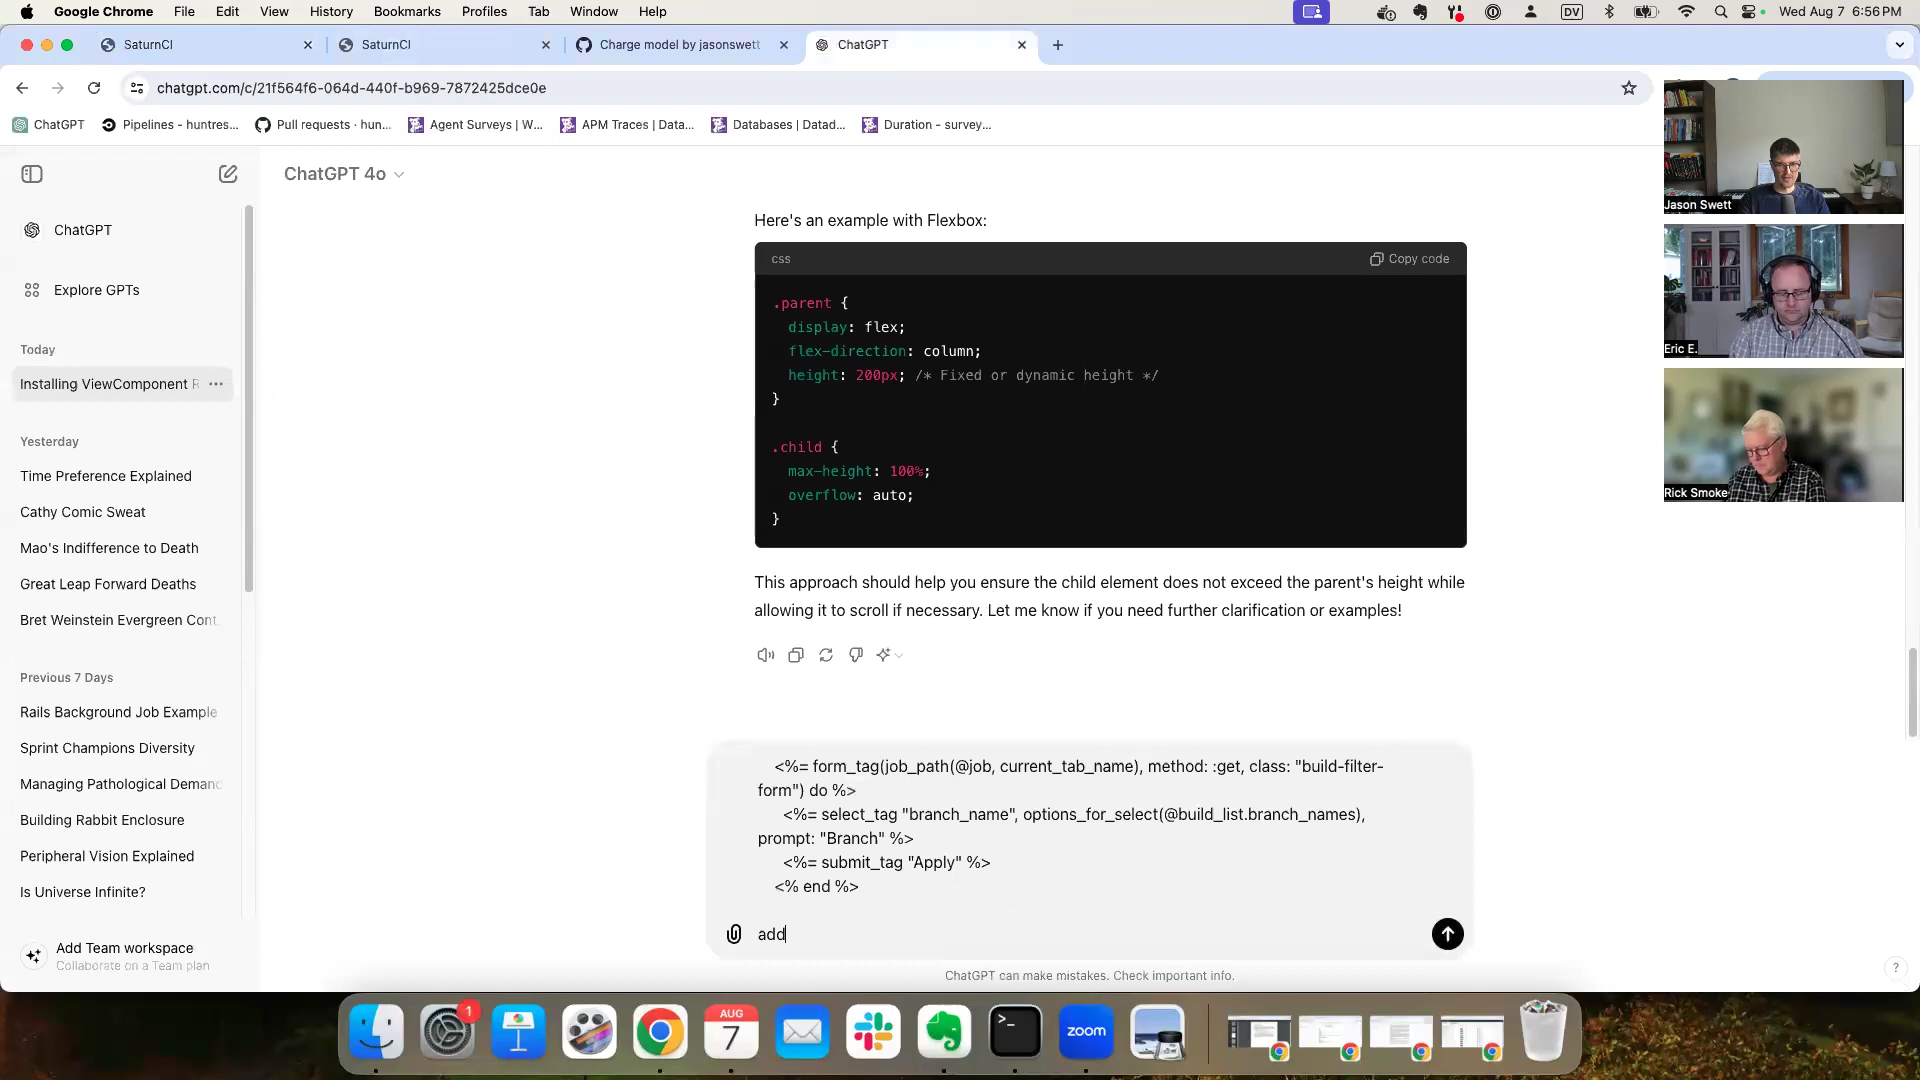 Google Chrome File Edit View History Bookmarks Profiles Tab Window Help DV Wed Aug 7 6:56 PM
SaturnCI SaturnCI Charge model by jasonswett ChatGPT
chatgpt.com/c/21f564f6-064d-440f-b969-7872425dce0e
ChatGPT Pipelines - huntres... Pull requests · hun... Agent Surveys | W... APM Traces | Data... Databases | Datad... Duration - survey...
ChatGPT 4o
ChatGPT
Explore GPTs
Today
Installing ViewComponent R
Yesterday
Time Preference Explained
Cathy Comic Sweat
Mao's Indifference to Death
Great Leap Forward Deaths
Bret Weinstein Evergreen Cont
Previous 7 Days
Rails Background Job Example
Sprint Champions Diversity
Managing Pathological Demand
Building Rabbit Enclosure
Peripheral Vision Explained
Is Universe Infinite?
Add Team workspace
Collaborate on a Team plan
Here's an example with Flexbox:
css Copy code
.parent {
display: flex;
flex-direction: column;
height: 200px; /* Fixed or dynamic height */
}
.child {
max-height: 100%;
overflow: auto;
}
This approach should help you ensure the child element does not exceed the parent's height while
allowing it to scroll if necessary. Let me know if you need further clarification or examples!
<%= form_tag(job_path(@job, current_tab_name), method: :get, class: "build-filter-
form") do %>
<%= select_tag "branch_name", options_for_select(@build_list.branch_names),
prompt: "Branch" %>
<%= submit_tag "Apply" %>
<% end %>
add
ChatGPT can make mistakes. Check important info.
?
Jason Swett
Eric E.
Rick Smoke
1
AUG
7
>_
zoom